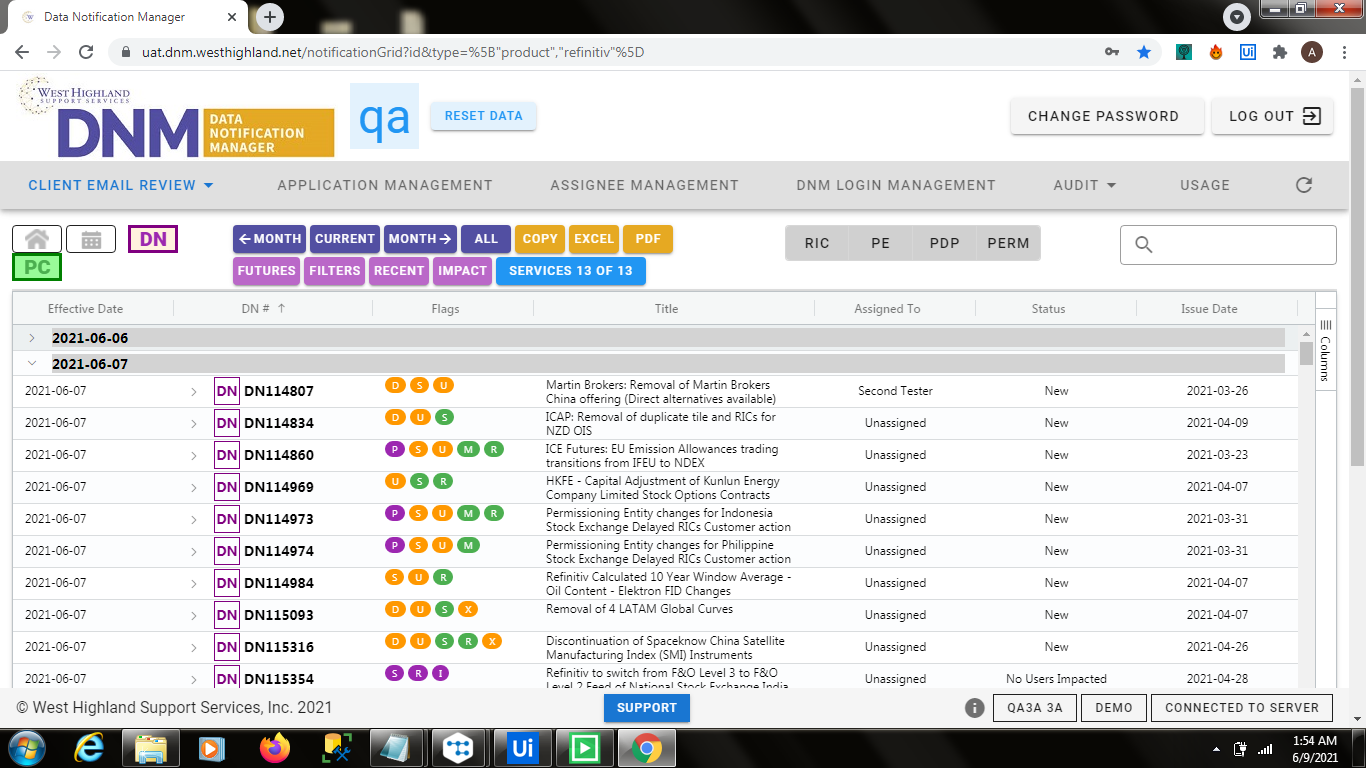 Data Notification Manager
uat.dnm.westhighland.net/notificationGrid?id&type=%5B"product","refinitiv"%5D
Ui
A
WEST HIGHLAND
SUPPORT SERVICES
DNM
DATA
NOTIFICATION
MANAGER
qa
RESET DATA
CHANGE PASSWORD
LOG OUT
CLIENT EMAIL REVIEW
APPLICATION MANAGEMENT
ASSIGNEE MANAGEMENT
DNM LOGIN MANAGEMENT
AUDIT
USAGE
DN
PC
← MONTH
CURRENT
MONTH →
ALL
COPY
EXCEL
PDF
FUTURES
FILTERS
RECENT
IMPACT
SERVICES 13 OF 13
RIC
PE
PDP
PERM
Effective Date DN # ↑ Flags Title Assigned To Status Issue Date
Columns
2021-06-06
2021-06-07
2021-06-07 DN DN114807 D S U Martin Brokers: Removal of Martin Brokers Second Tester New 2021-03-26
China offering (Direct alternatives available)
2021-06-07 DN DN114834 D U S ICAP: Removal of duplicate tile and RICs for Unassigned New 2021-04-09
NZD OIS
2021-06-07 DN DN114860 P S U M R ICE Futures: EU Emission Allowances trading Unassigned New 2021-03-23
transitions from IFEU to NDEX
2021-06-07 DN DN114969 U S R HKFE - Capital Adjustment of Kunlun Energy Unassigned New 2021-04-07
Company Limited Stock Options Contracts
2021-06-07 DN DN114973 P S U M R Permissioning Entity changes for Indonesia Unassigned New 2021-03-31
Stock Exchange Delayed RICs Customer action
2021-06-07 DN DN114974 P S U M Permissioning Entity changes for Philippine Unassigned New 2021-03-31
Stock Exchange Delayed RICs Customer action
2021-06-07 DN DN114984 S U R Refinitiv Calculated 10 Year Window Average - Unassigned New 2021-04-07
Oil Content - Elektron FID Changes
2021-06-07 DN DN115093 D U S X Removal of 4 LATAM Global Curves Unassigned New 2021-04-07
2021-06-07 DN DN115316 D U S R X Discontinuation of Spaceknow China Satellite Unassigned New 2021-04-26
Manufacturing Index (SMI) Instruments
2021-06-07 DN DN115354 S R I Refinitiv to switch from F&O Level 3 to F&O Unassigned No Users Impacted 2021-04-28
Level 2 Feed of National Stock Exchange India
© West Highland Support Services, Inc. 2021
SUPPORT
QA3A 3A
DEMO
CONNECTED TO SERVER
Ui
1:54 AM
6/9/2021